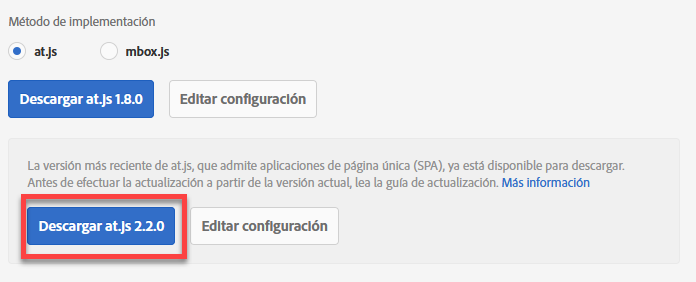 Método de implementación
at.js mbox.js
Descargar at.js 1.8.0 Editar configuración
La versión más reciente de at.js, que admite aplicaciones de página única (SPA), ya está disponible para descargar.
Antes de efectuar la actualización a partir de la versión actual, lea la guía de actualización. Más información
Descargar at.js 2.2.0 Editar configuración